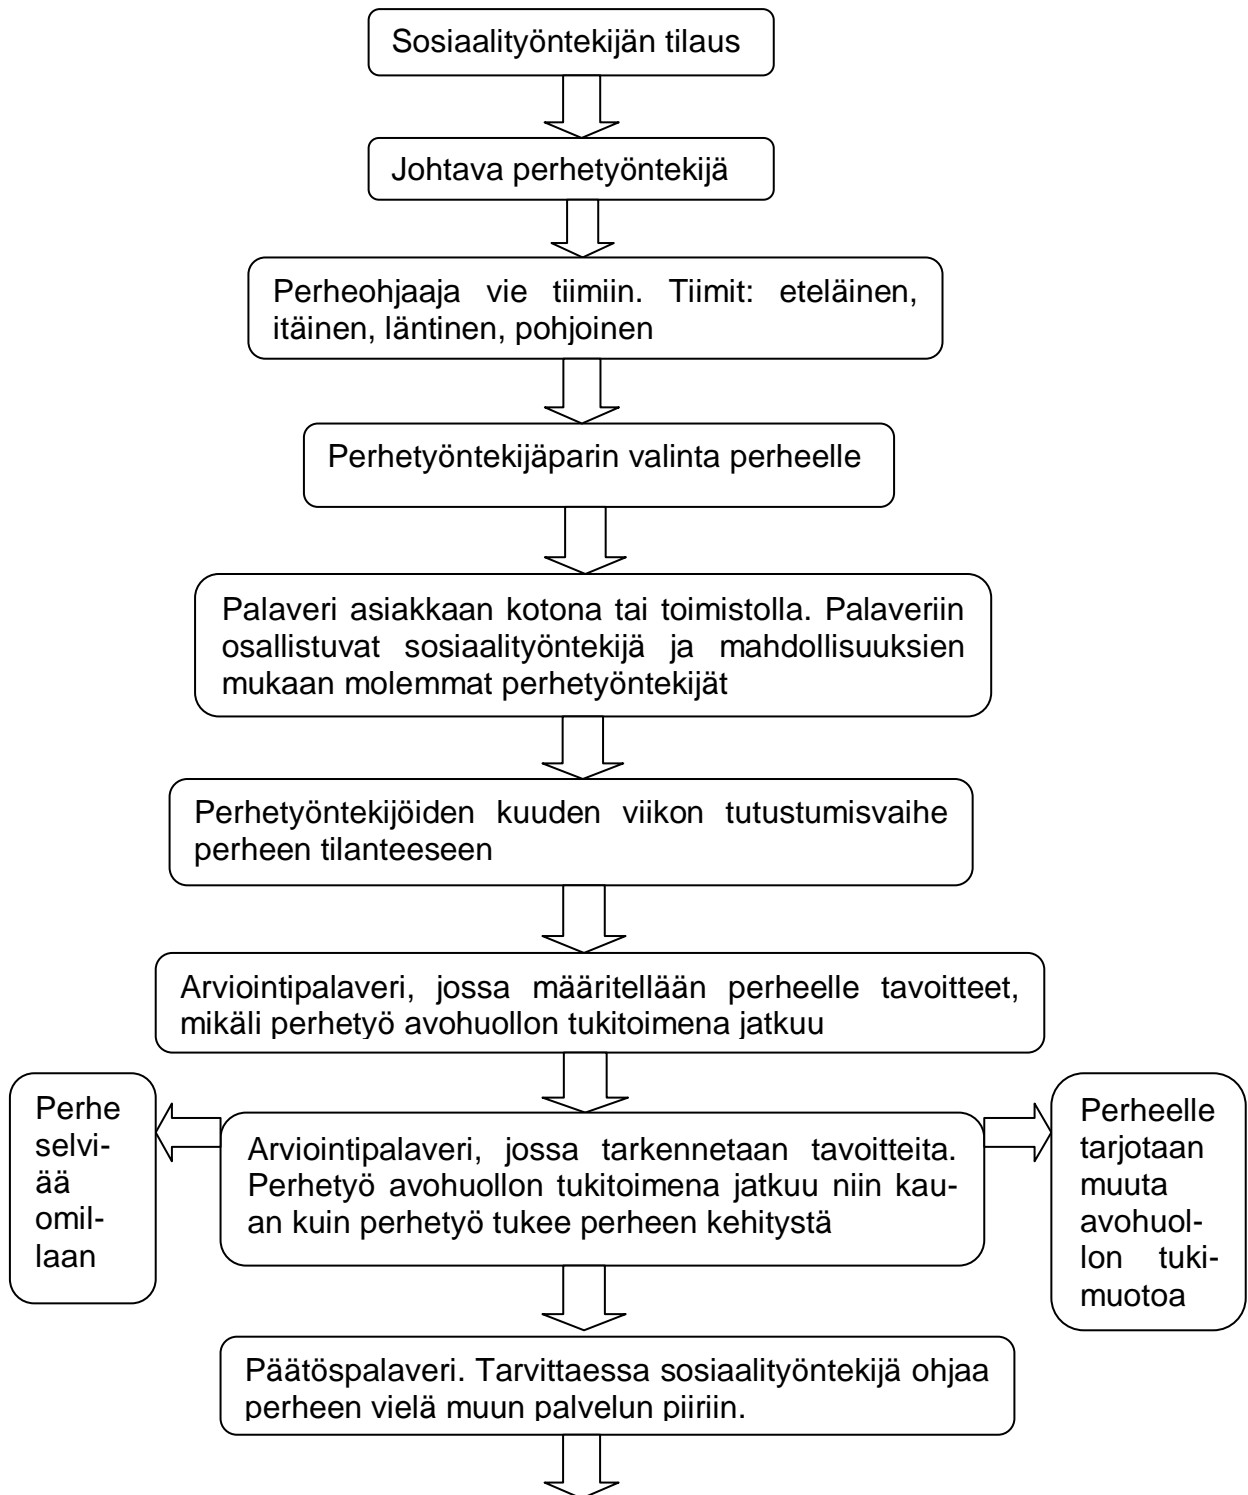 Sosiaalityöntekijän tilaus
Johtava perhetyöntekijä
Perheohjaaja vie tiimiin. Tiimit: eteläinen,
itäinen, läntinen, pohjoinen
Perhetyöntekijäparin valinta perheelle
Palaveri asiakkaan kotona tai toimistolla. Palaveriin
osallistuvat sosiaalityöntekijä ja mahdollisuuksien
mukaan molemmat perhetyöntekijät
Perhetyöntekijöiden kuuden viikon tutustumisvaihe
perheen tilanteeseen
Arviointipalaveri, jossa määritellään perheelle tavoitteet,
mikäli perhetyö avohuollon tukitoimena jatkuu
Perhe
selvi-
ää
omil-
laan
Arviointipalaveri, jossa tarkennetaan tavoitteita.
Perhetyö avohuollon tukitoimena jatkuu niin kau-
an kuin perhetyö tukee perheen kehitystä
Perheelle
tarjotaan
muuta
avohuol-
lon tuki-
muotoa
Päätöspalaveri. Tarvittaessa sosiaalityöntekijä ohjaa
perheen vielä muun palvelun piiriin.